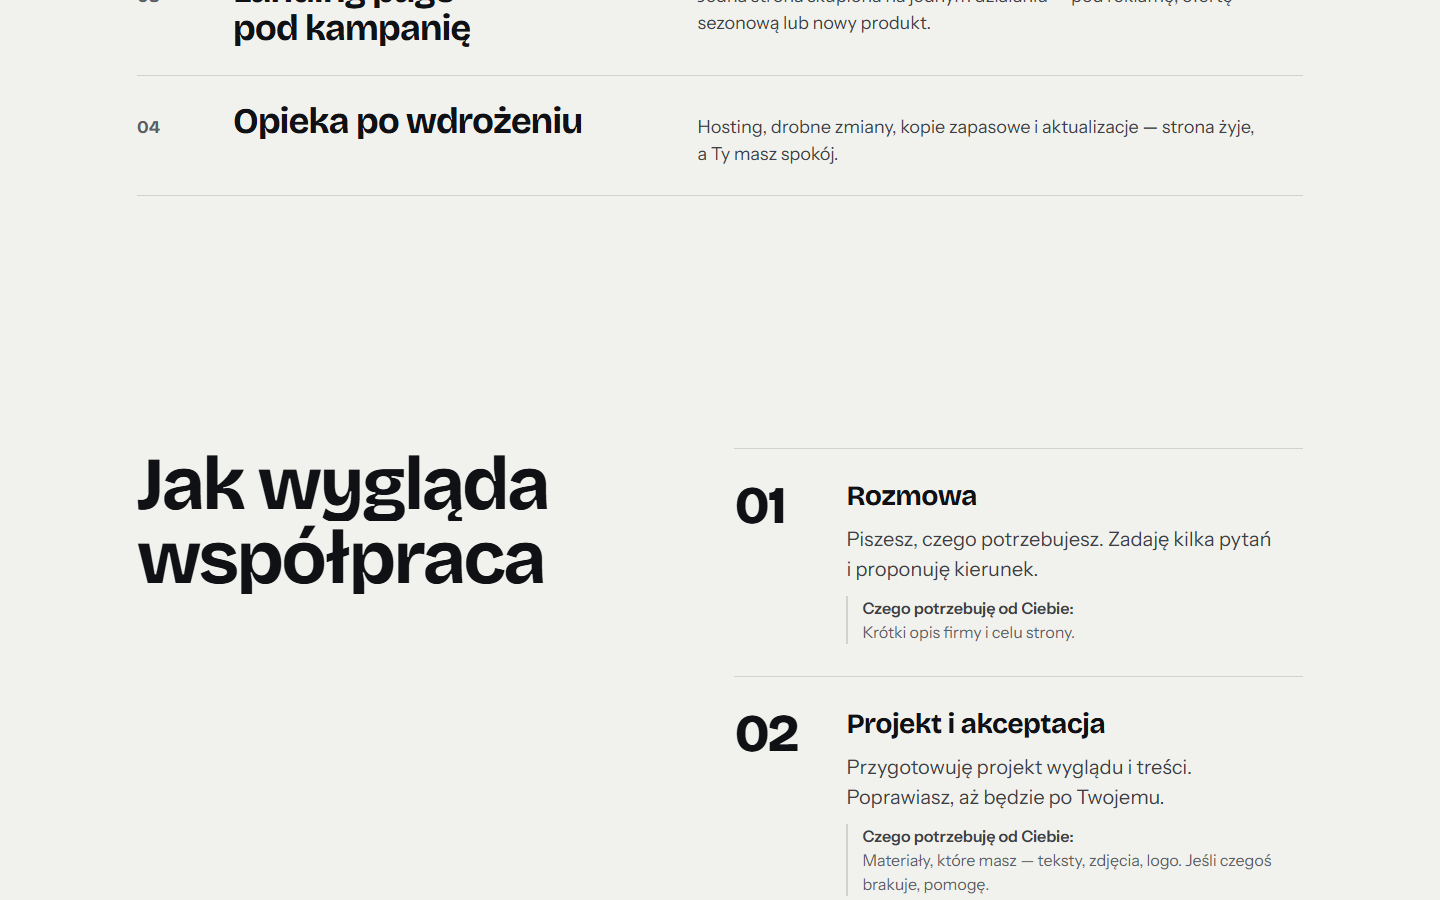 pod kampanię
sezonową lub nowy produkt.
04
Opieka po wdrożeniu
Hosting, drobne zmiany, kopie zapasowe i aktualizacje — strona żyje,
a Ty masz spokój.
Jak wygląda
współpraca
01
Rozmowa
Piszesz, czego potrzebujesz. Zadaję kilka pytań
i proponuję kierunek.
Czego potrzebuję od Ciebie:
Krótki opis firmy i celu strony.
02
Projekt i akceptacja
Przygotowuję projekt wyglądu i treści.
Poprawiasz, aż będzie po Twojemu.
Czego potrzebuję od Ciebie:
Materiały, które masz — teksty, zdjęcia, logo. Jeśli czegoś
brakuje, pomogę.